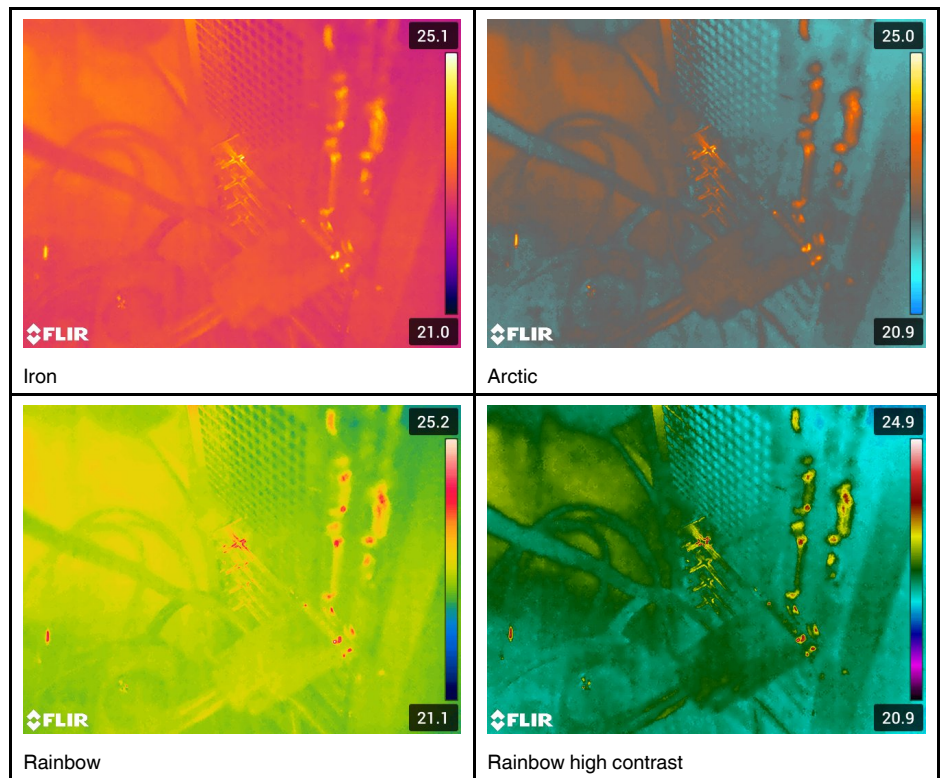 25.1
FLIR
21.0
Iron
25.0
FLIR
20.9
Arctic
25.2
FLIR
21.1
Rainbow
24.9
FLIR
20.9
Rainbow high contrast